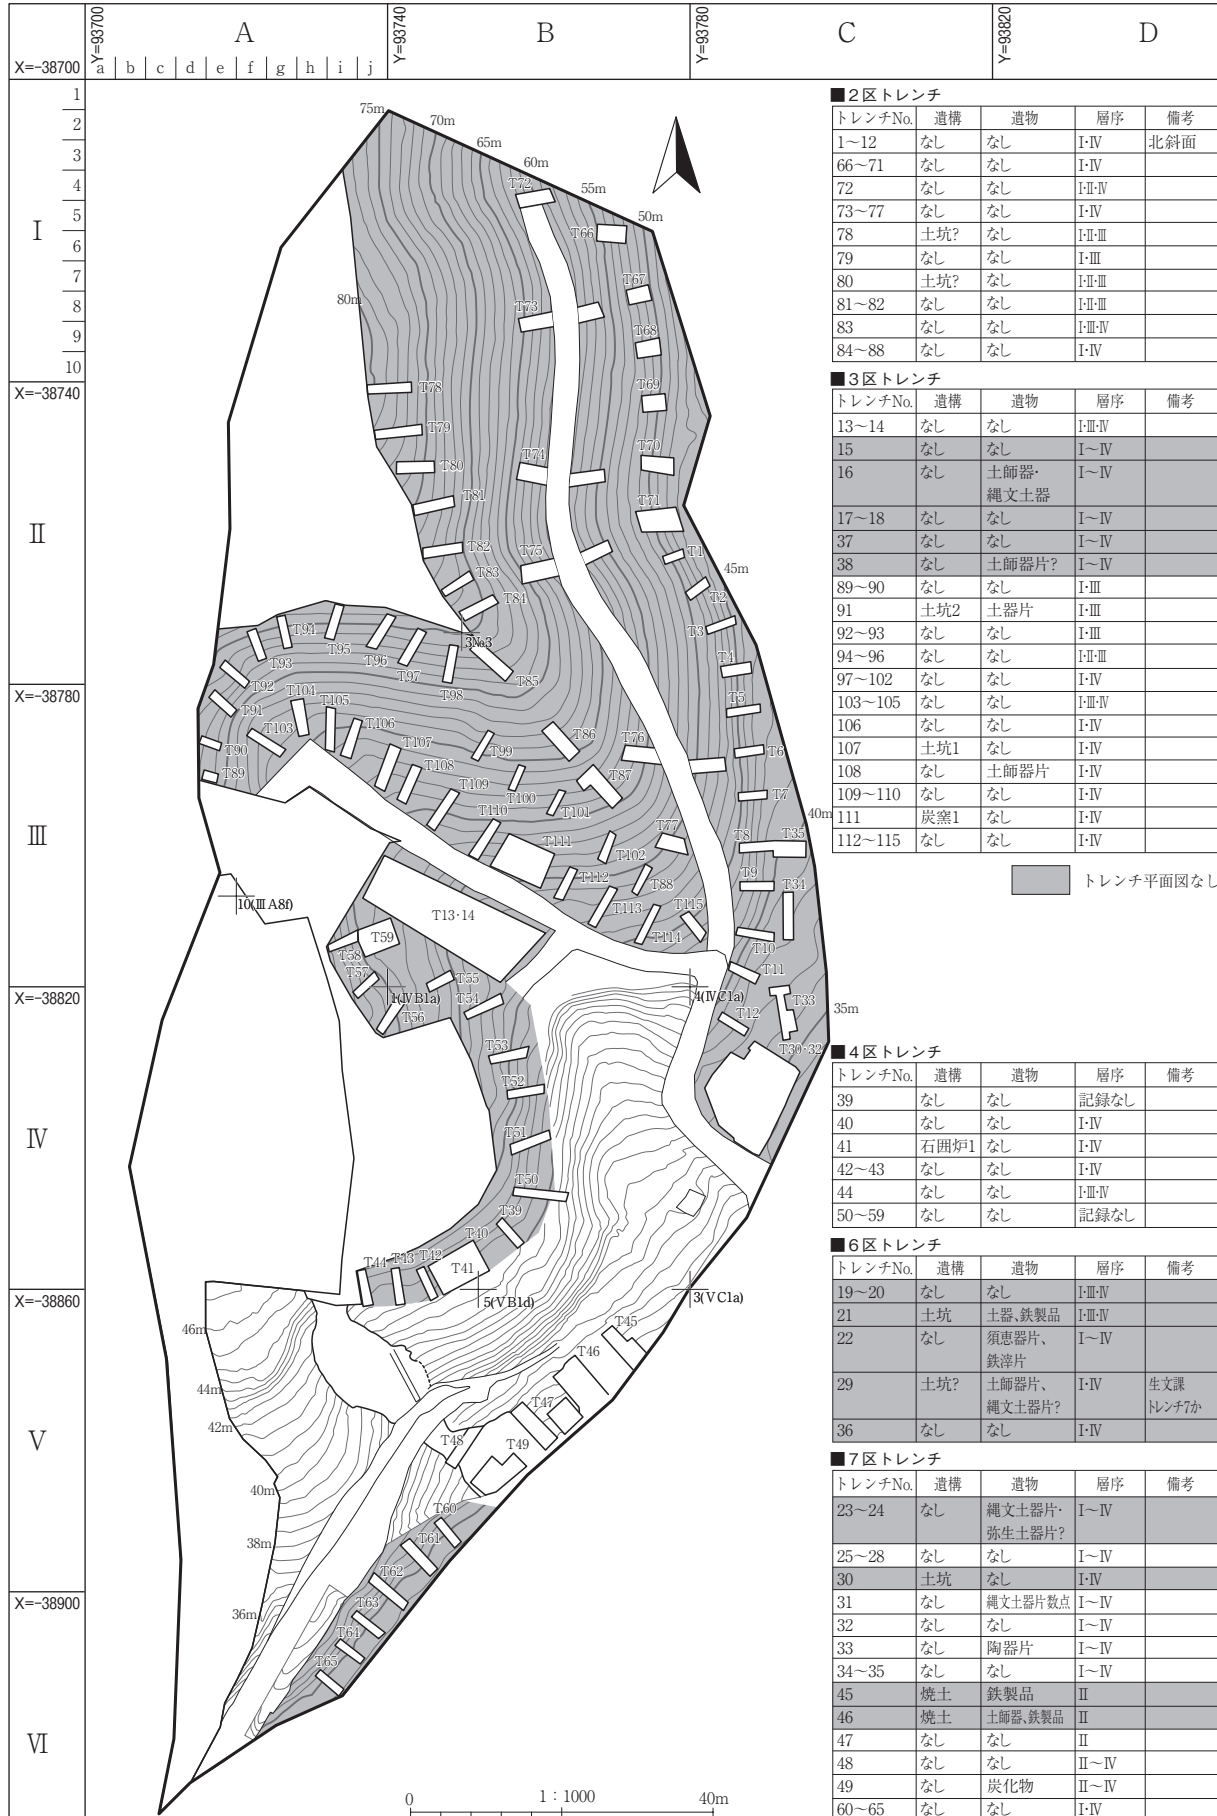 Y=93700
Y=93740
Y=93780
Y=93820
A
B
C
D
X=-38700
a b c d e f g h i j
1
2
3
4
5
6
7
8
9
10
I
X=-38740
II
X=-38780
III
X=-38820
IV
X=-38860
V
X=-38900
VI
75m
70m
65m
60m
55m
50m
80m
45m
40m
35m
T72
T66
T67
T73
T68
T69
T78
T79
T80
T74
T70
T81
T71
T82
T75
T1
T83
T2
T84
T3
3№3
T94
T95
T96
T97
T98
T93
T92
T85
T4
T91
T104
T105
T5
T103
T106
T90
T107
T99
T86
T76
T6
T89
T108
T100
T87
T109
T101
T7
T110
T111
T77
T8
T35
T102
T112
T88
T9
T34
10(ⅢA8f)
T13・14
T113
T115
T114
T10
T59
T58
T57
T55
T11
1(ⅣB1a)
T54
4(ⅣC1a)
T33
T56
T12
T30・32
T53
T52
T51
T50
T39
T40
T41
T42
T43
T44
5(ⅤB1d)
3(ⅤC1a)
46m
44m
42m
40m
38m
36m
T45
T46
T47
T48
T49
T60
T61
T62
T63
T64
T65
0 1：1000 40m
■2区トレンチ
トレンチNo. 遺構 遺物 層序 備考
1～12 なし なし Ⅰ・Ⅳ 北斜面
66～71 なし なし Ⅰ・Ⅳ
72 なし なし Ⅰ・Ⅱ・Ⅳ
73～77 なし なし Ⅰ・Ⅳ
78 土坑? なし Ⅰ・Ⅱ・Ⅲ
79 なし なし Ⅰ・Ⅲ
80 土坑? なし Ⅰ・Ⅱ・Ⅲ
81～82 なし なし Ⅰ・Ⅱ・Ⅲ
83 なし なし Ⅰ・Ⅲ・Ⅳ
84～88 なし なし Ⅰ・Ⅳ
■3区トレンチ
トレンチNo. 遺構 遺物 層序 備考
13～14 なし なし Ⅰ・Ⅲ・Ⅳ
15 なし なし Ⅰ～Ⅳ
16 なし 土師器・ Ⅰ～Ⅳ
縄文土器
17～18 なし なし Ⅰ～Ⅳ
37 なし なし Ⅰ～Ⅳ
38 なし 土師器片? Ⅰ～Ⅳ
89～90 なし なし Ⅰ・Ⅲ
91 土坑2 土器片 Ⅰ・Ⅲ
92～93 なし なし Ⅰ・Ⅲ
94～96 なし なし Ⅰ・Ⅱ・Ⅲ
97～102 なし なし Ⅰ・Ⅳ
103～105 なし なし Ⅰ・Ⅲ・Ⅳ
106 なし なし Ⅰ・Ⅳ
107 土坑1 なし Ⅰ・Ⅳ
108 なし 土師器片 Ⅰ・Ⅳ
109～110 なし なし Ⅰ・Ⅳ
111 炭窯1 なし Ⅰ・Ⅳ
112～115 なし なし Ⅰ・Ⅳ
トレンチ平面図なし
■4区トレンチ
トレンチNo. 遺構 遺物 層序 備考
39 なし なし 記録なし
40 なし なし Ⅰ・Ⅳ
41 石囲炉1 なし Ⅰ・Ⅳ
42～43 なし なし Ⅰ・Ⅳ
44 なし なし Ⅰ・Ⅲ・Ⅳ
50～59 なし なし 記録なし
■6区トレンチ
トレンチNo. 遺構 遺物 層序 備考
19～20 なし なし Ⅰ・Ⅲ・Ⅳ
21 土坑 土器、鉄製品 Ⅰ・Ⅲ・Ⅳ
22 なし 須恵器片、 Ⅰ～Ⅳ
鉄滓片
29 土坑? 土師器片、 Ⅰ・Ⅳ 生文課
縄文土器片? トレンチ7か
36 なし なし Ⅰ・Ⅳ
■7区トレンチ
トレンチNo. 遺構 遺物 層序 備考
23～24 なし 縄文土器片・ Ⅰ～Ⅳ
弥生土器片?
25～28 なし なし Ⅰ～Ⅳ
30 土坑 なし Ⅰ・Ⅳ
31 なし 縄文土器片数点 Ⅰ～Ⅳ
32 なし なし Ⅰ～Ⅳ
33 なし 陶器片 Ⅰ～Ⅳ
34～35 なし なし Ⅰ～Ⅳ
45 焼土 鉄製品 Ⅱ
46 焼土 土師器、鉄製品 Ⅱ
47 なし なし Ⅱ
48 なし なし Ⅱ～Ⅳ
49 なし 炭化物 Ⅱ～Ⅳ
60～65 なし なし Ⅰ・Ⅳ